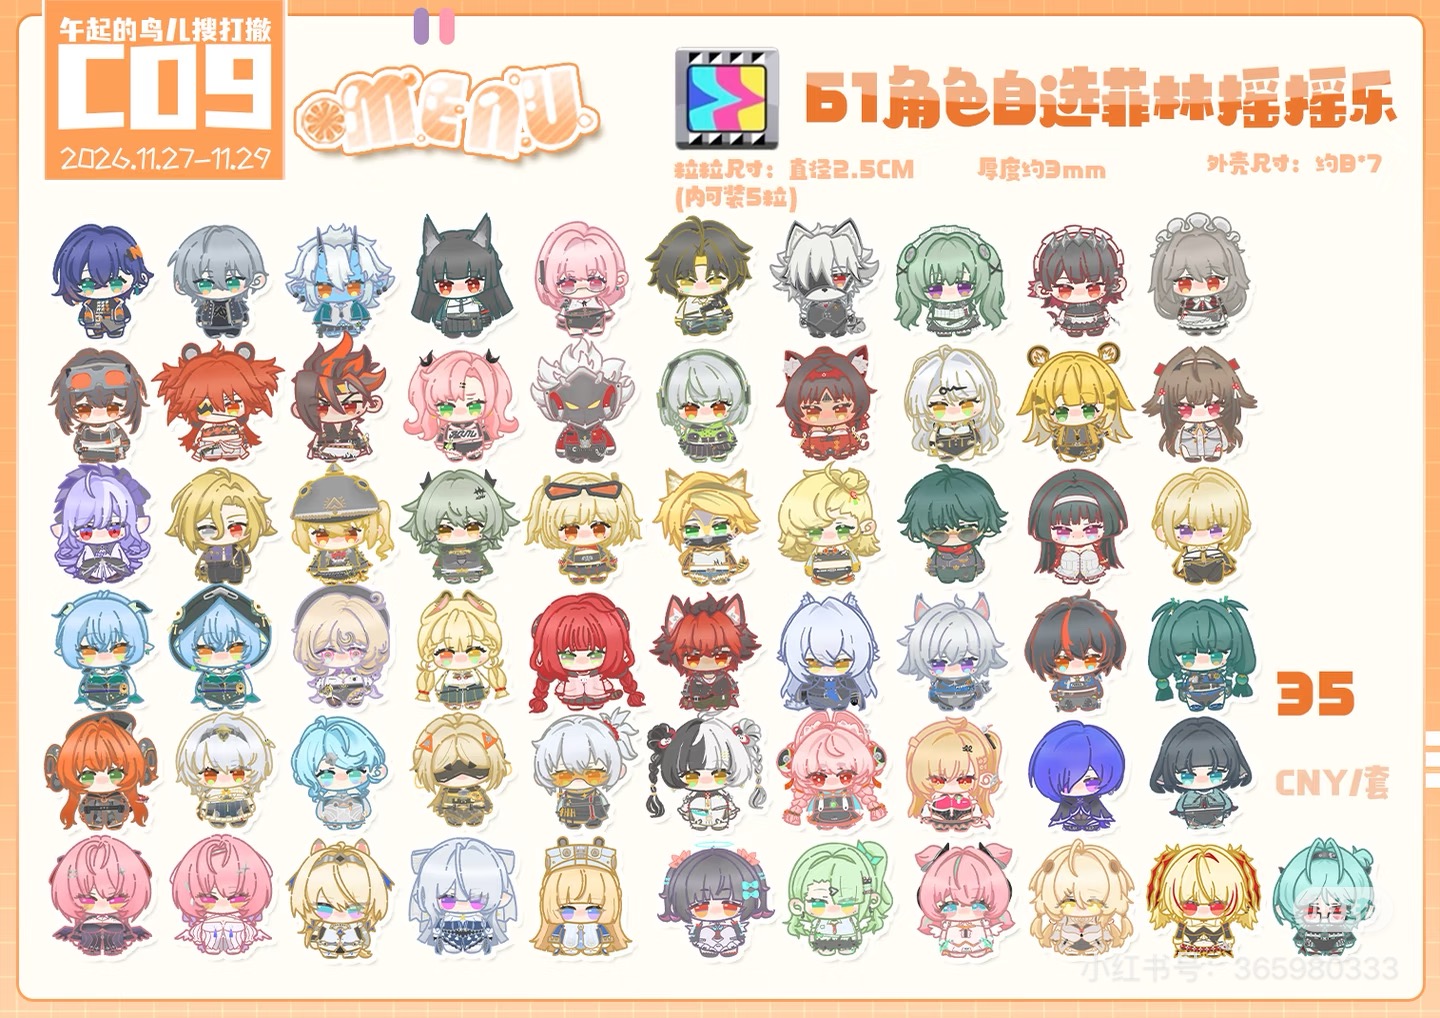 午起的鸟儿搜打撤
C09
2026.11.27-11.29
menu
61角色自选菲林摇摇乐
粒粒尺寸：直径2.5CM
(内可装5粒)
厚度约3mm
外壳尺寸：约8*7
35
CNY/套
小红书号：365980333